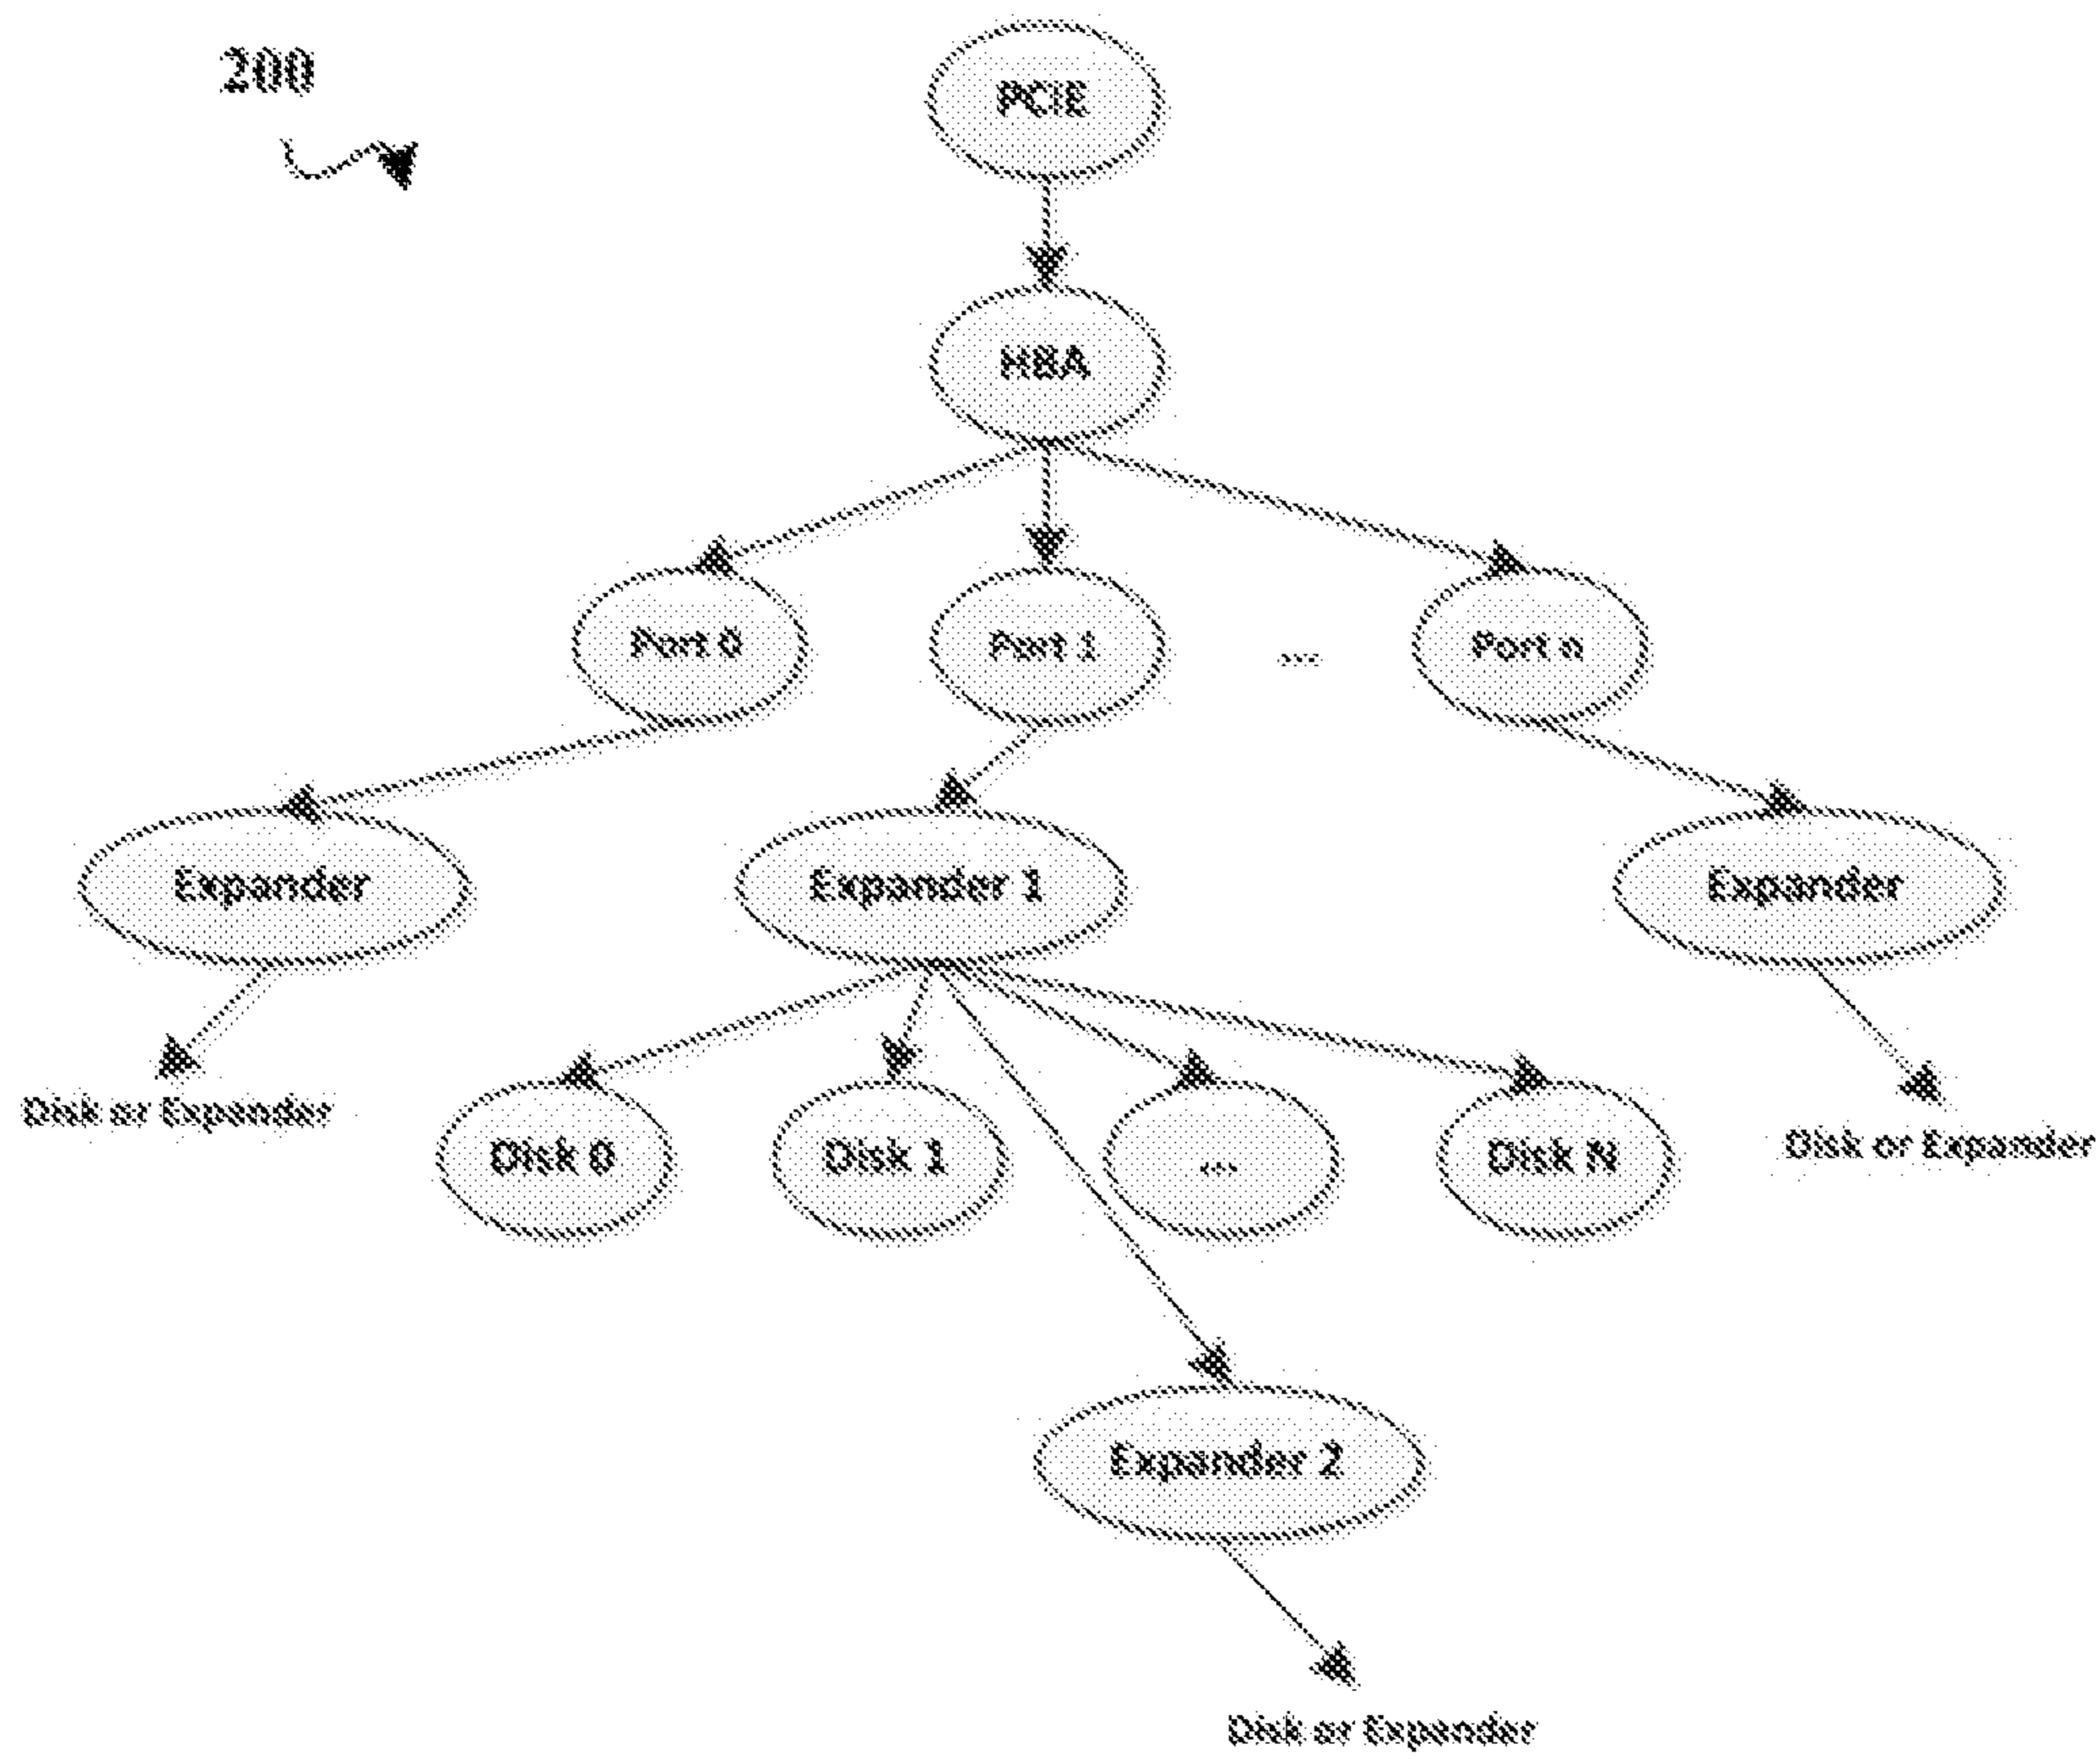 200
PCIE
HBA
Port 0
Port 1
...
Port n
Expander
Expander 1
Expander
Disk or Expander
Disk 0
Disk 1
...
Disk N
Disk or Expander
Expander 2
Disk or Expander